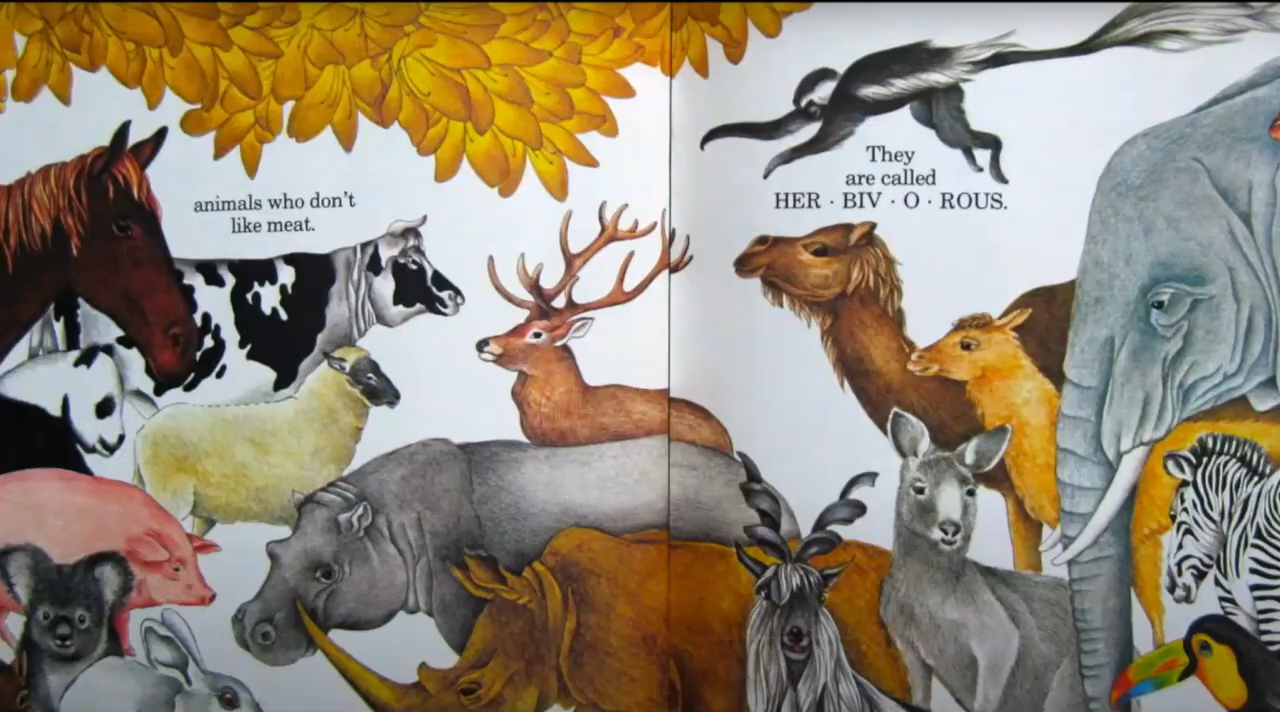 animals who don't
like meat.
They
are called
HER · BIV · O · ROUS.